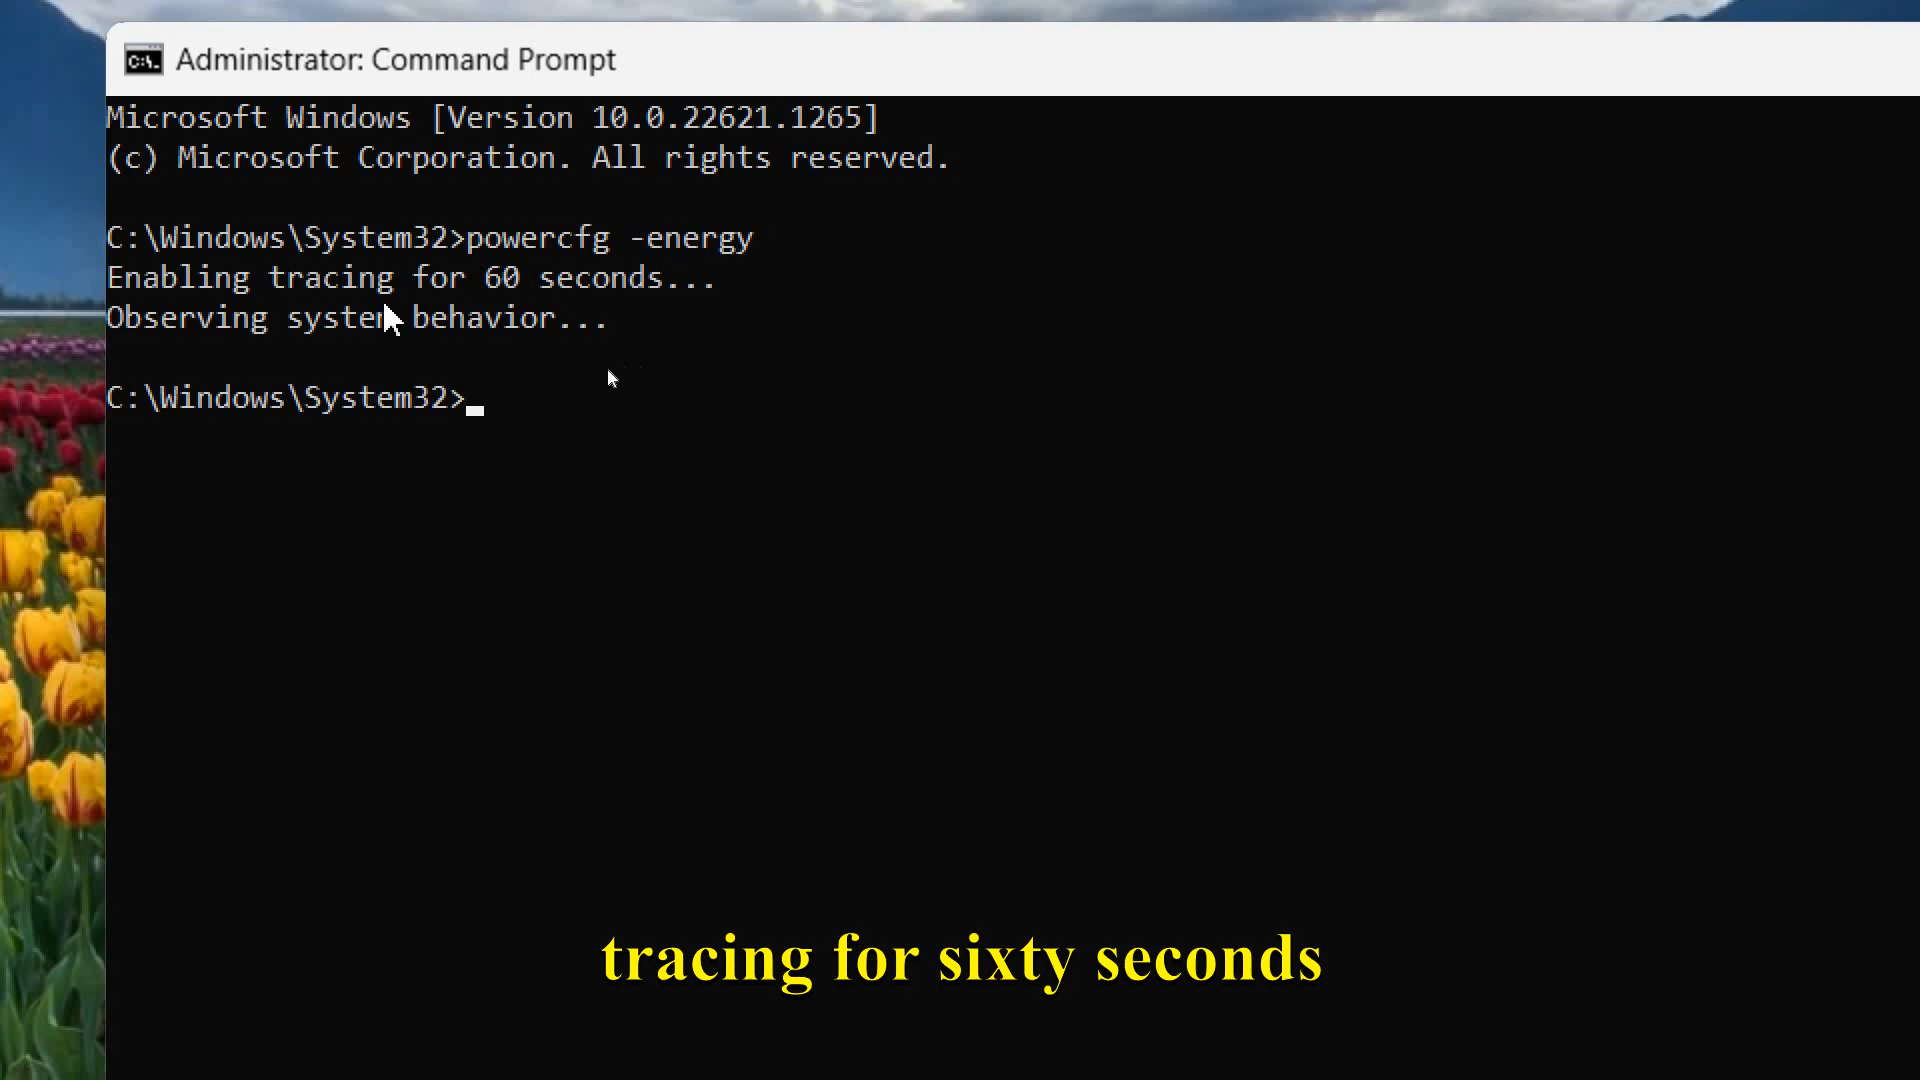 Administrator: Command Prompt
Microsoft Windows [Version 10.0.22621.1265]
(c) Microsoft Corporation. All rights reserved.
C:\Windows\System32>powercfg -energy
Enabling tracing for 60 seconds...
Observing system behavior...
C:\Windows\System32>
tracing for sixty seconds